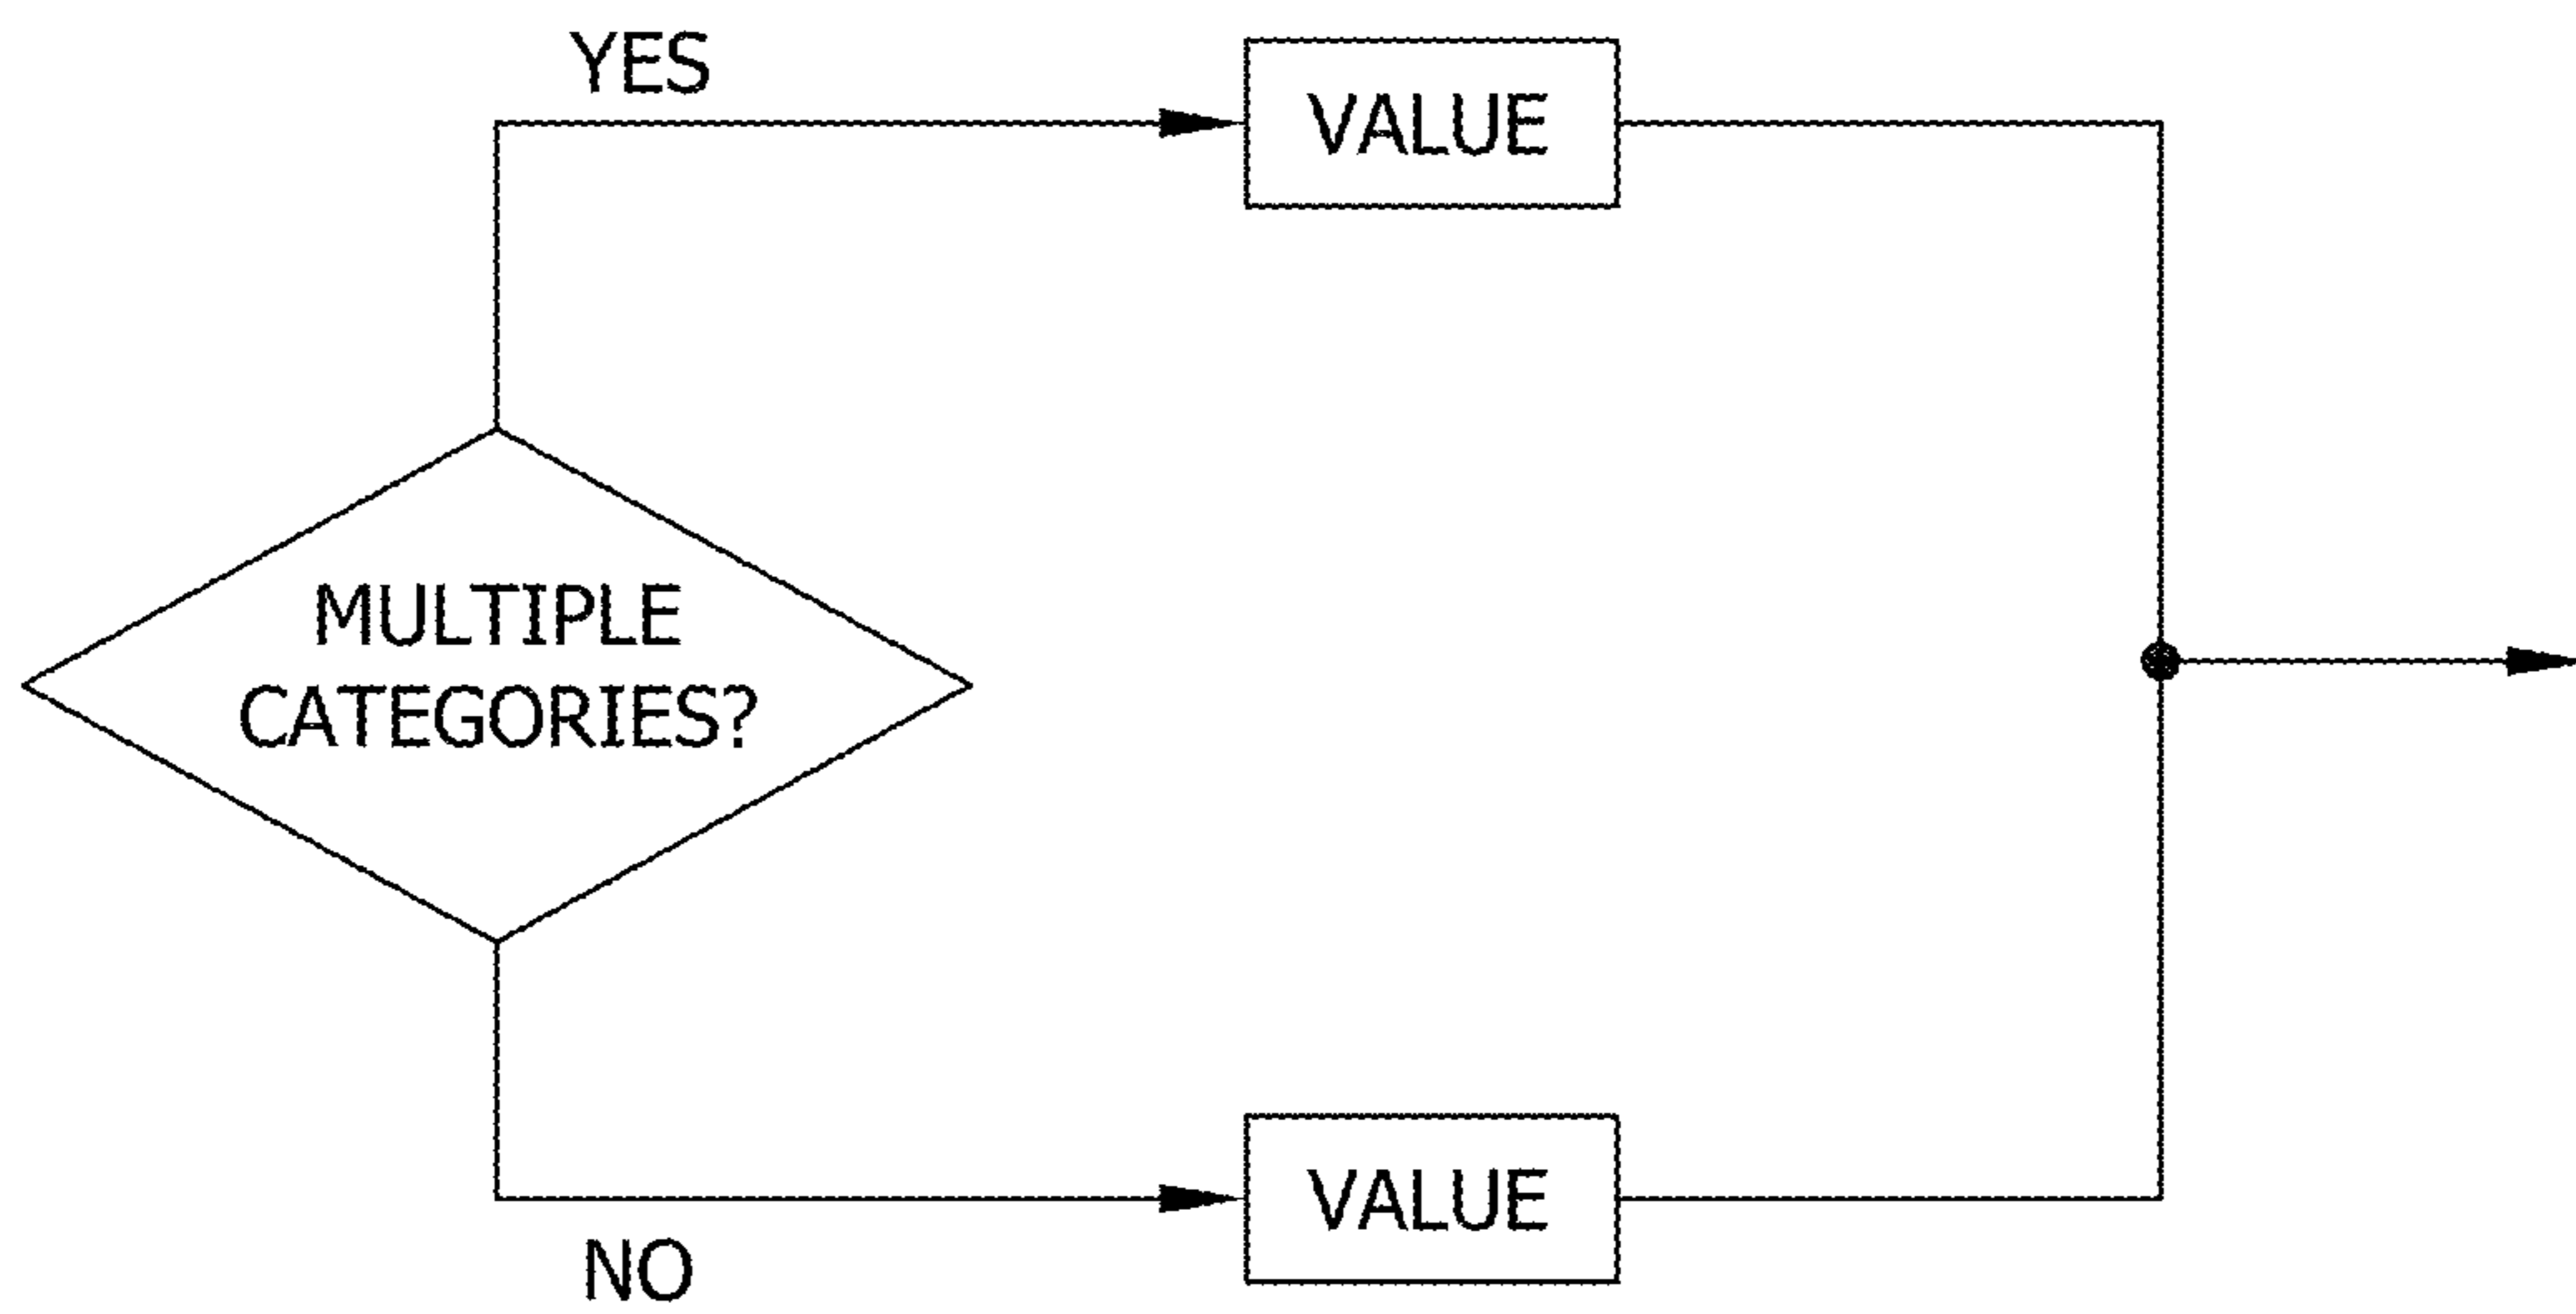 YES
VALUE
MULTIPLE
CATEGORIES?
VALUE
NO